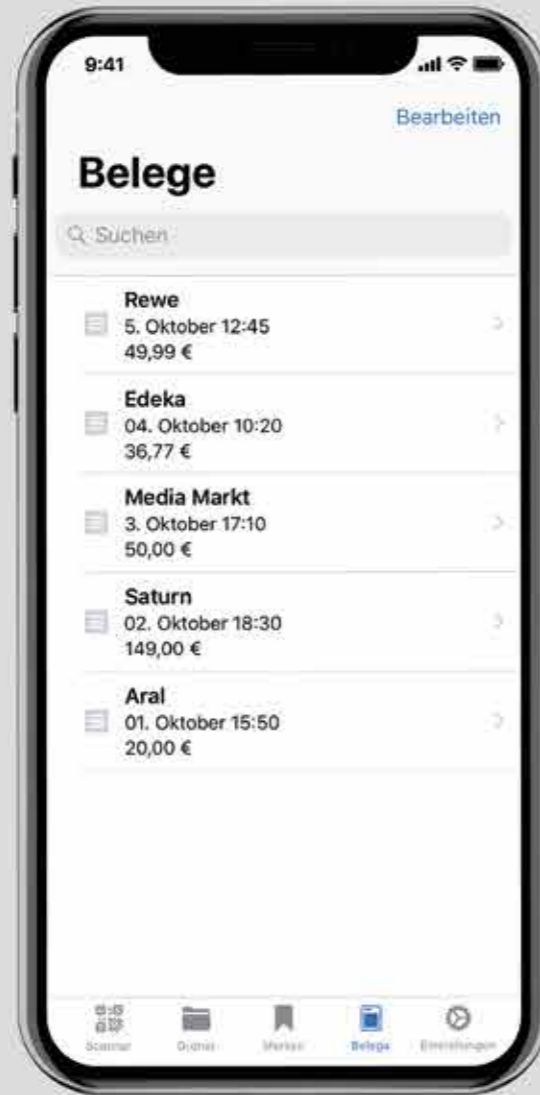 9:41
Bearbeiten
Belege
Suchen
Rewe
5. Oktober 12:45
49,99 €
Edeka
04. Oktober 10:20
36,77 €
Media Markt
3. Oktober 17:10
50,00 €
Saturn
02. Oktober 18:30
149,00 €
Aral
01. Oktober 15:50
20,00 €
Scanner Ordner Merken Belege Einstellungen